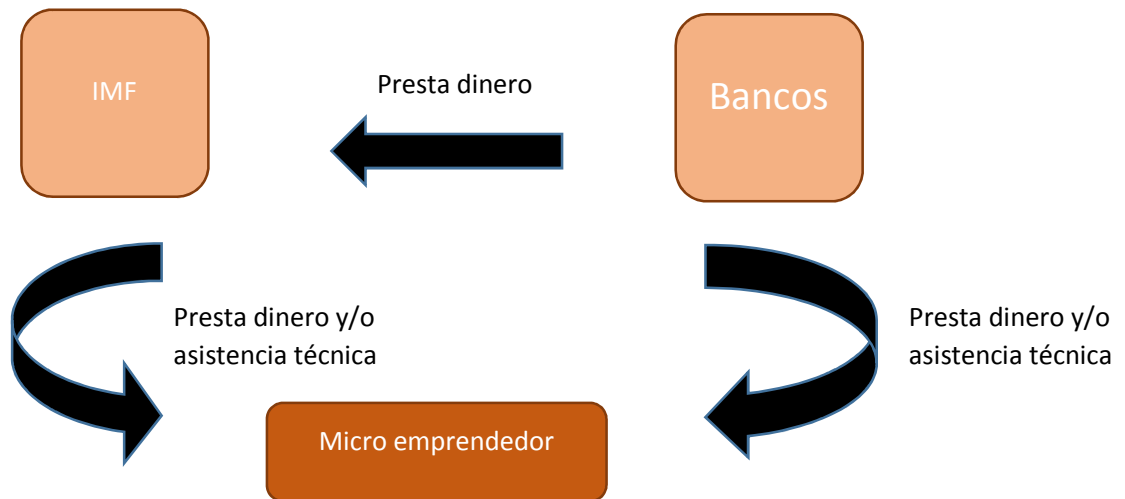 IMF
Presta dinero
Bancos
Presta dinero y/o
asistencia técnica
Presta dinero y/o
asistencia técnica
Micro emprendedor